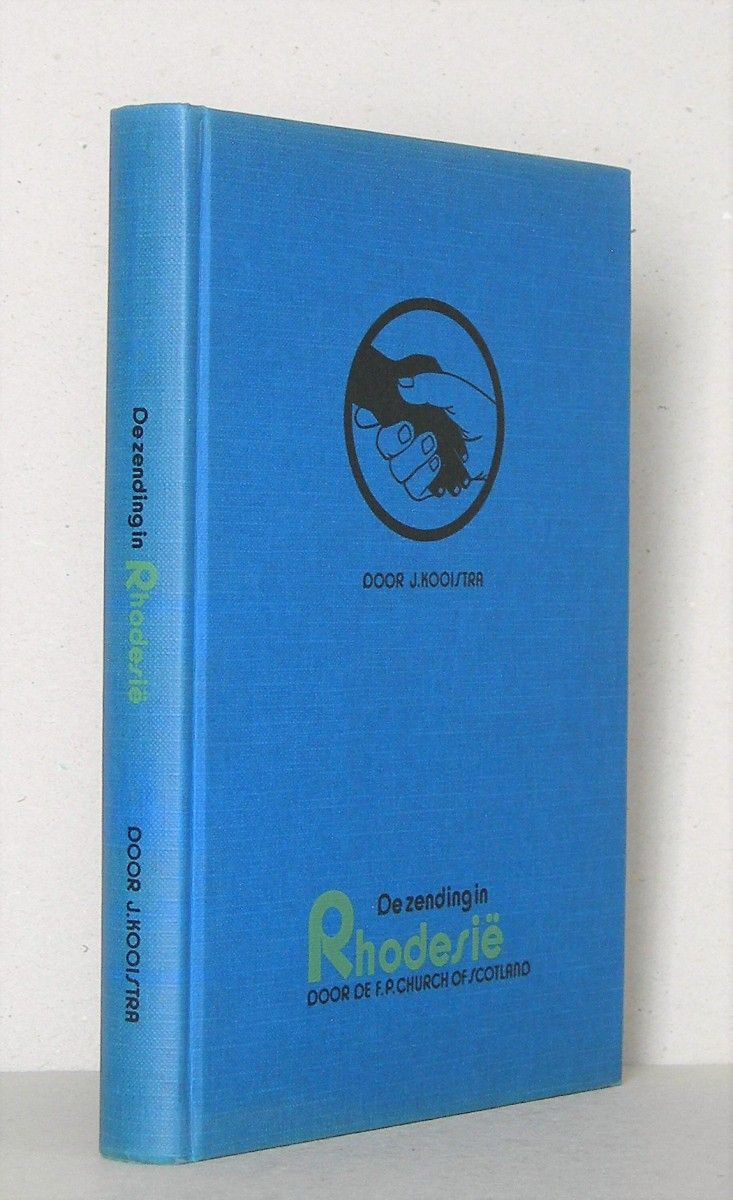 De zending in
Rhodesië
DOOR J.KOOISTRA
DOOR J.KOOISTRA
De zending in
Rhodesië
DOOR DE F.P.CHURCH OF SCOTLAND